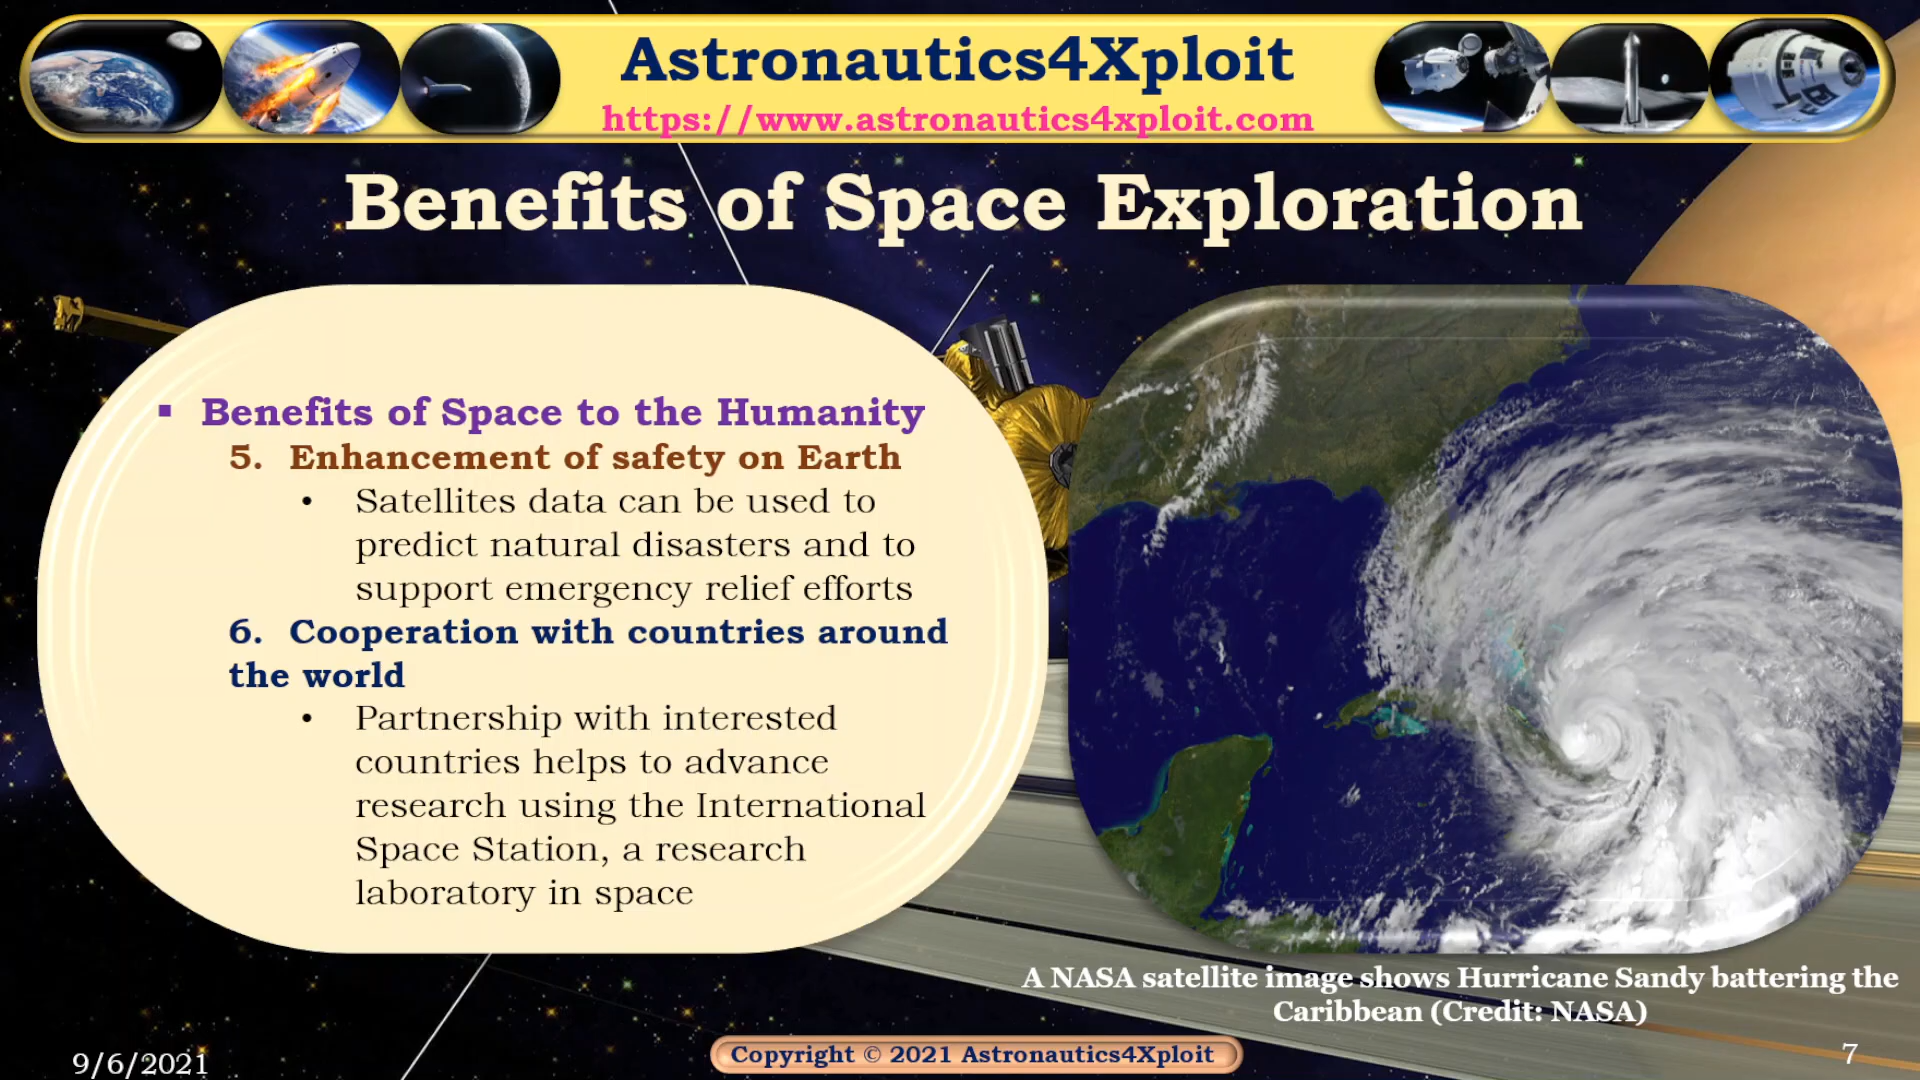 Astronautics4Xploit
https://www.astronautics4xploit.com
Benefits of Space Exploration
▪ Benefits of Space to the Humanity
5. Enhancement of safety on Earth
• Satellites data can be used to
predict natural disasters and to
support emergency relief efforts
6. Cooperation with countries around
the world
• Partnership with interested
countries helps to advance
research using the International
Space Station, a research
laboratory in space
A NASA satellite image shows Hurricane Sandy battering the
Caribbean (Credit: NASA)
9/6/2021
Copyright © 2021 Astronautics4Xploit
7